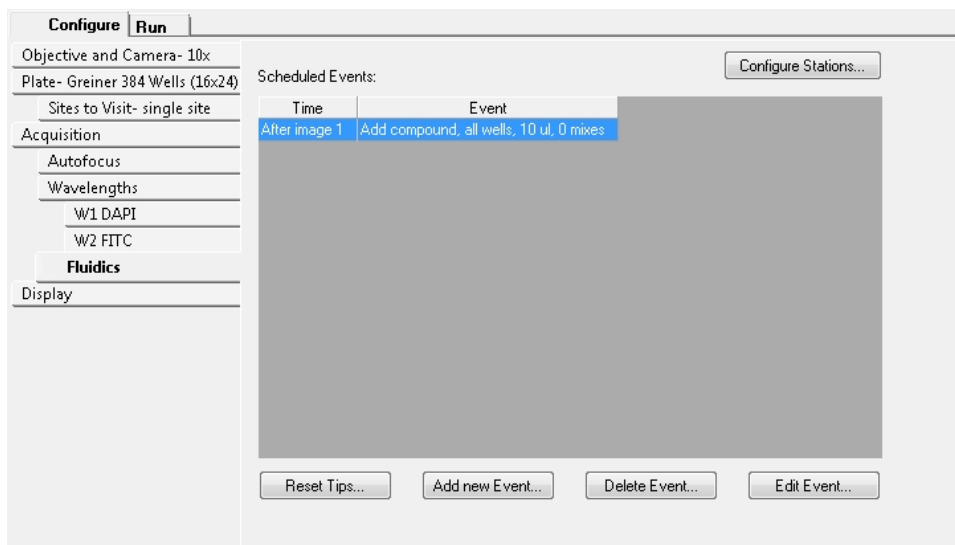 Configure Run
Objective and Camera- 10x
Plate- Greiner 384 Wells (16x24)
Sites to Visit- single site
Acquisition
Autofocus
Wavelengths
W1 DAPI
W2 FITC
Fluidics
Display
Configure Stations...
Scheduled Events:
Time Event
After image 1 Add compound, all wells, 10 ul, 0 mixes
Reset Tips... Add new Event... Delete Event... Edit Event...